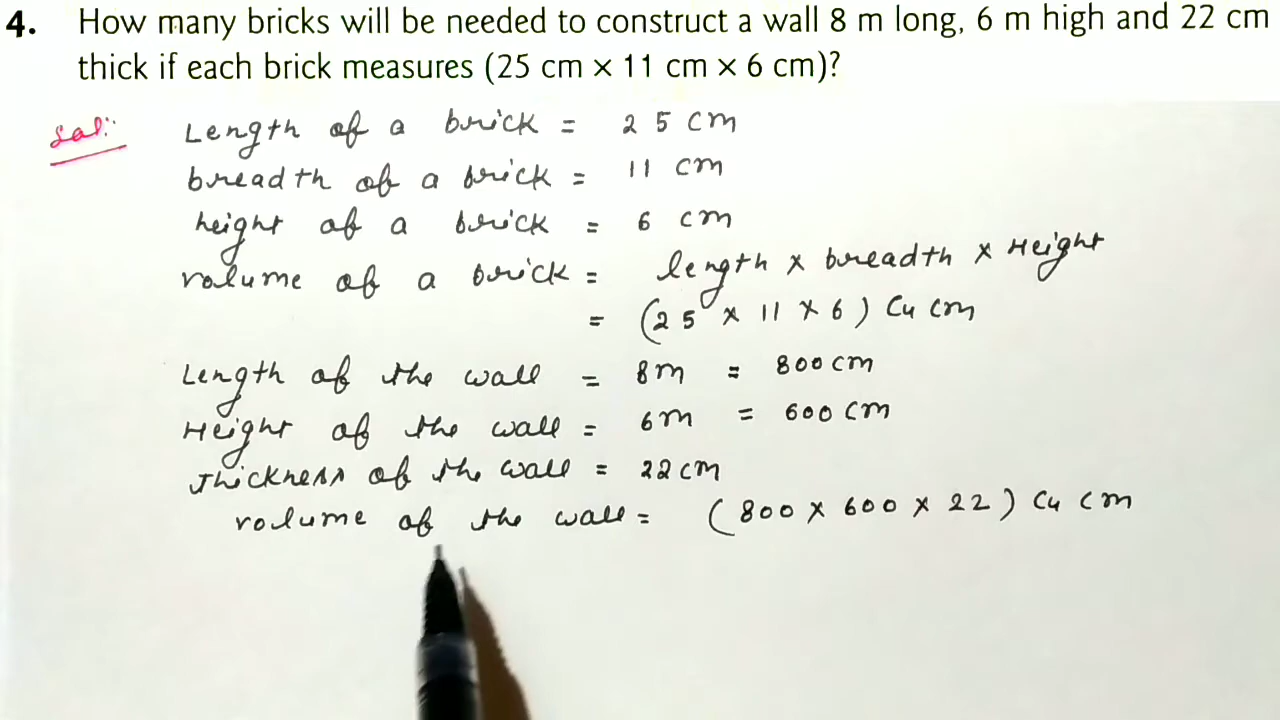 4. How many bricks will be needed to construct a wall 8 m long, 6 m high and 22 cm
thick if each brick measures (25 cm × 11 cm × 6 cm)?
Sol:
Length of a brick = 25 cm
breadth of a brick = 11 cm
height of a brick = 6 cm
volume of a brick = length × breadth × Height
= (25 × 11 × 6) Cu cm
Length of the wall = 8m = 800 cm
Height of the wall = 6m = 600 cm
Thickness of the wall = 22 cm
volume of the wall = (800 × 600 × 22) Cu cm